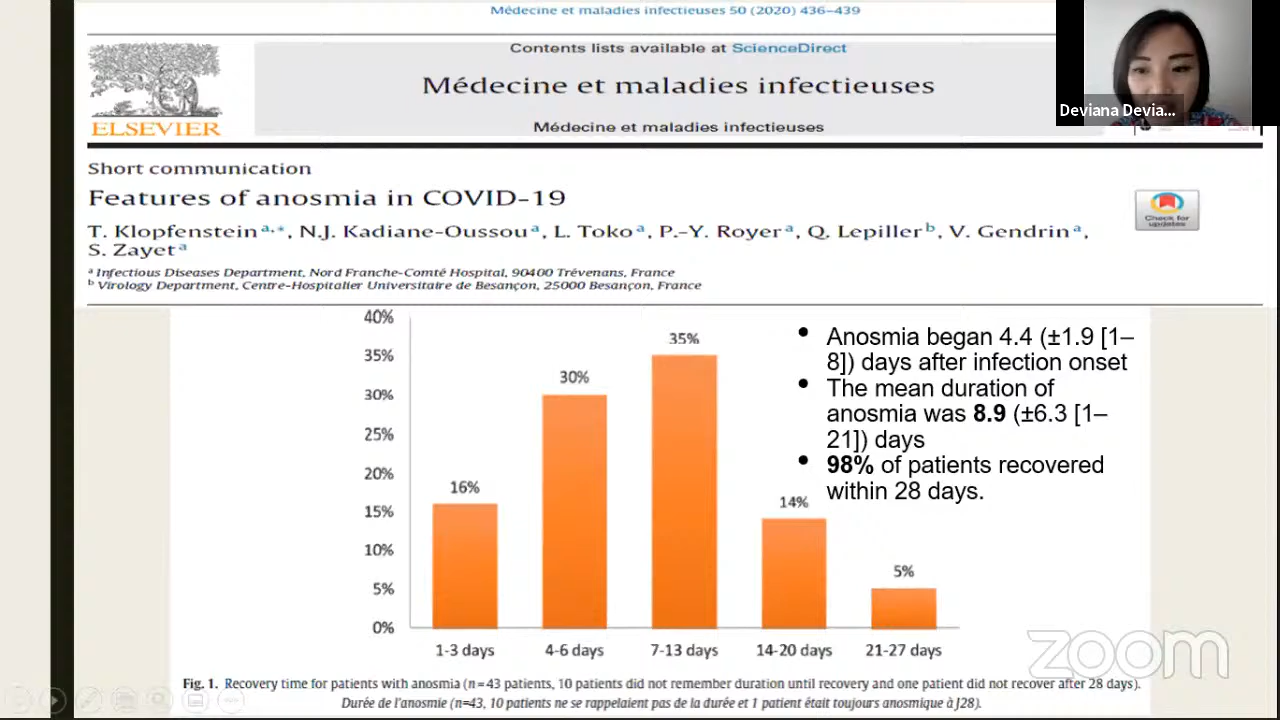 Médecine et maladies infectieuses 50 (2020) 436–439
Contents lists available at ScienceDirect
Médecine et maladies infectieuses
Médecine et maladies infectieuses
ELSEVIER
Deviana Devia...
Short communication
Features of anosmia in COVID-19
Check for
updates
T. Klopfenstein a,*, N.J. Kadiane-Oussou a, L. Toko a, P.-Y. Royer a, Q. Lepiller b, V. Gendrin a,
S. Zayet a
a Infectious Diseases Department, Nord Franche-Comté Hospital, 90400 Trévenans, France
b Virology Department, Centre-Hospitalier Universitaire de Besançon, 25000 Besançon, France
40%
35%
30%
25%
20%
15%
10%
5%
0%
16%
30%
35%
14%
5%
1-3 days
4-6 days
7-13 days
14-20 days
21-27 days
• Anosmia began 4.4 (±1.9 [1–
8]) days after infection onset
• The mean duration of
anosmia was 8.9 (±6.3 [1–
21]) days
• 98% of patients recovered
within 28 days.
zoom
Fig. 1. Recovery time for patients with anosmia (n = 43 patients, 10 patients did not remember duration until recovery and one patient did not recover after 28 days).
Durée de l'anosmie (n=43, 10 patients ne se rappelaient pas de la durée et 1 patient était toujours anosmique à J28).